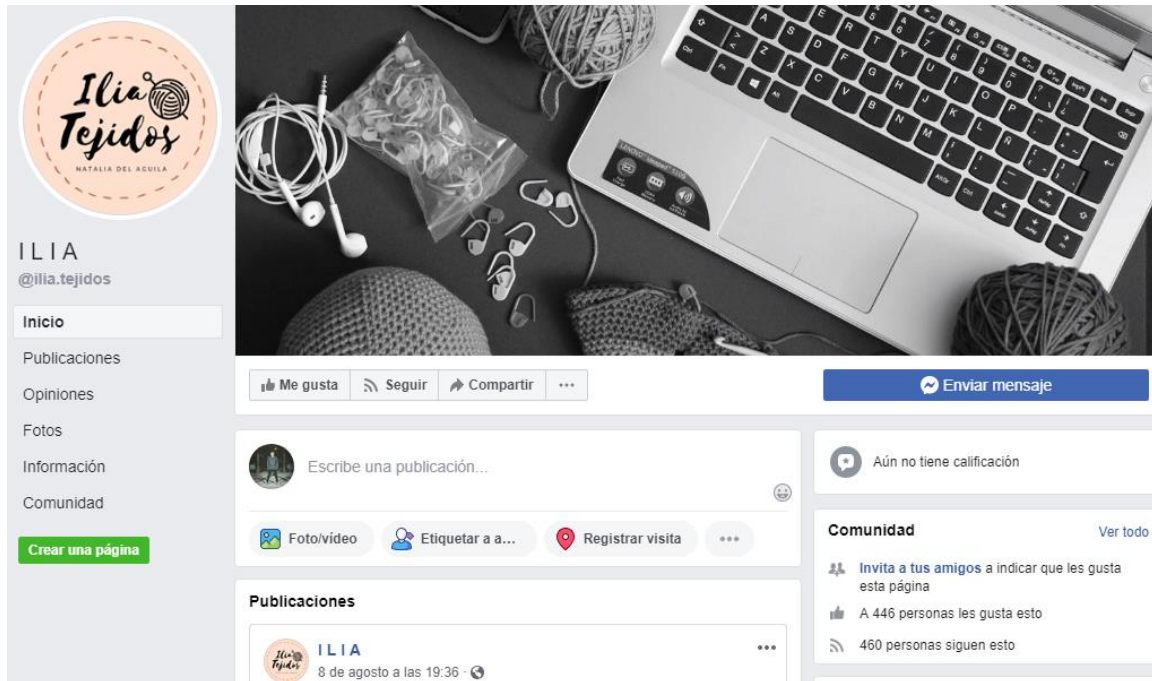 Ilia
Tejidos
NATALIA DEL AGUILA
I L I A
@ilia.tejidos
Inicio
Publicaciones
Opiniones
Fotos
Información
Comunidad
Crear una página
LENOVO
Me gusta
Seguir
Compartir
Enviar mensaje
Escribe una publicación...
Foto/vídeo
Etiquetar a a...
Registrar visita
Publicaciones
Ilia
Tejidos
I L I A
8 de agosto a las 19:36
Aún no tiene calificación
Comunidad
Ver todo
Invita a tus amigos a indicar que les gusta
esta página
A 446 personas les gusta esto
460 personas siguen esto